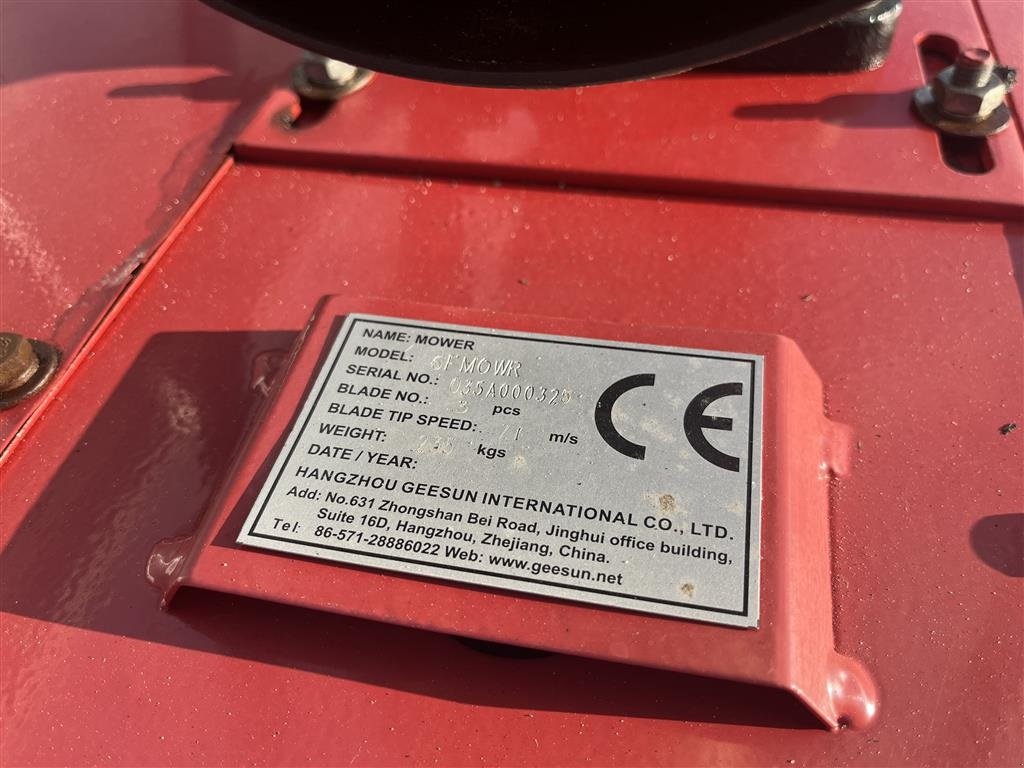 NAME: MOWER
MODEL:
SERIAL NO.:
BLADE NO.: 3 pcs
BLADE TIP SPEED: 71 m/s
WEIGHT: kgs
DATE / YEAR:
CE
HANGZHOU GEESUN INTERNATIONAL CO., LTD.
Add: No.631 Zhongshan Bei Road, Jinghui office building,
Suite 16D, Hangzhou, Zhejiang, China.
Tel: 86-571-28886022 Web: www.geesun.net